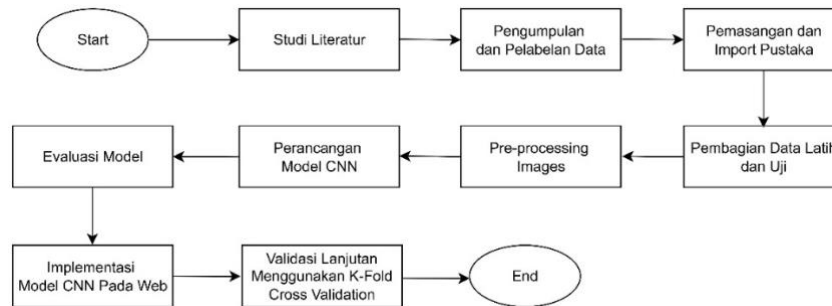 Start
Studi Literatur
Pengumpulan
dan Pelabelan Data
Pemasangan dan
Import Pustaka
Pembagian Data Latih
dan Uji
Pre-processing
Images
Perancangan
Model CNN
Evaluasi Model
Implementasi
Model CNN Pada Web
Validasi Lanjutan
Menggunakan K-Fold
Cross Validation
End